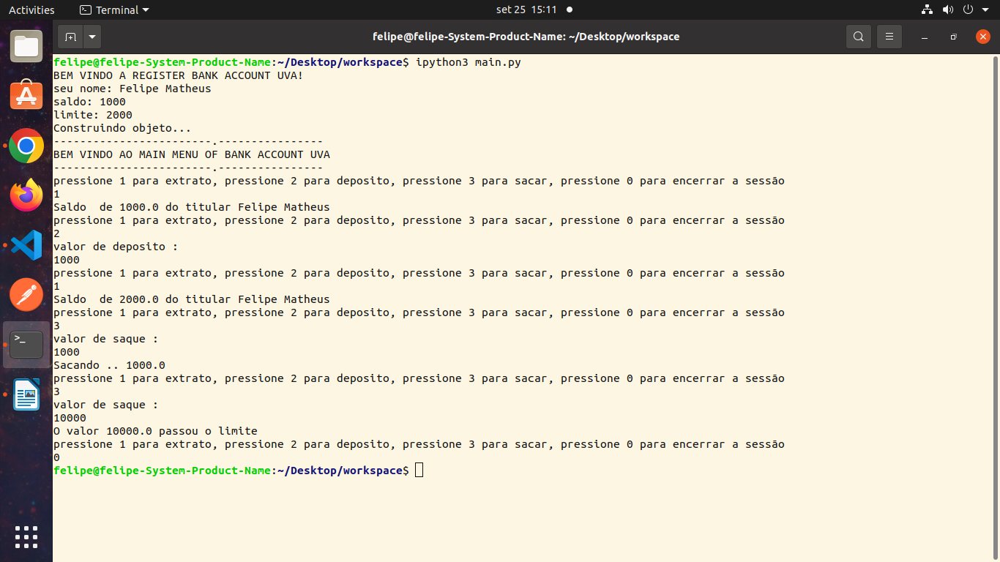 Activities Terminal set 25 15:11
felipe@felipe-System-Product-Name: ~/Desktop/workspace
felipe@felipe-System-Product-Name:~/Desktop/workspace$ ipython3 main.py
BEM VINDO A REGISTER BANK ACCOUNT UVA!
seu nome: Felipe Matheus
saldo: 1000
limite: 2000
Construindo objeto...
------------------------.----------------
BEM VINDO AO MAIN MENU OF BANK ACCOUNT UVA
------------------------.----------------
pressione 1 para extrato, pressione 2 para deposito, pressione 3 para sacar, pressione 0 para encerrar a sessão
1
Saldo  de 1000.0 do titular Felipe Matheus
pressione 1 para extrato, pressione 2 para deposito, pressione 3 para sacar, pressione 0 para encerrar a sessão
2
valor de deposito :
1000
pressione 1 para extrato, pressione 2 para deposito, pressione 3 para sacar, pressione 0 para encerrar a sessão
1
Saldo  de 2000.0 do titular Felipe Matheus
pressione 1 para extrato, pressione 2 para deposito, pressione 3 para sacar, pressione 0 para encerrar a sessão
3
valor de saque :
1000
Sacando .. 1000.0
pressione 1 para extrato, pressione 2 para deposito, pressione 3 para sacar, pressione 0 para encerrar a sessão
3
valor de saque :
10000
O valor 10000.0 passou o limite
pressione 1 para extrato, pressione 2 para deposito, pressione 3 para sacar, pressione 0 para encerrar a sessão
0
felipe@felipe-System-Product-Name:~/Desktop/workspace$